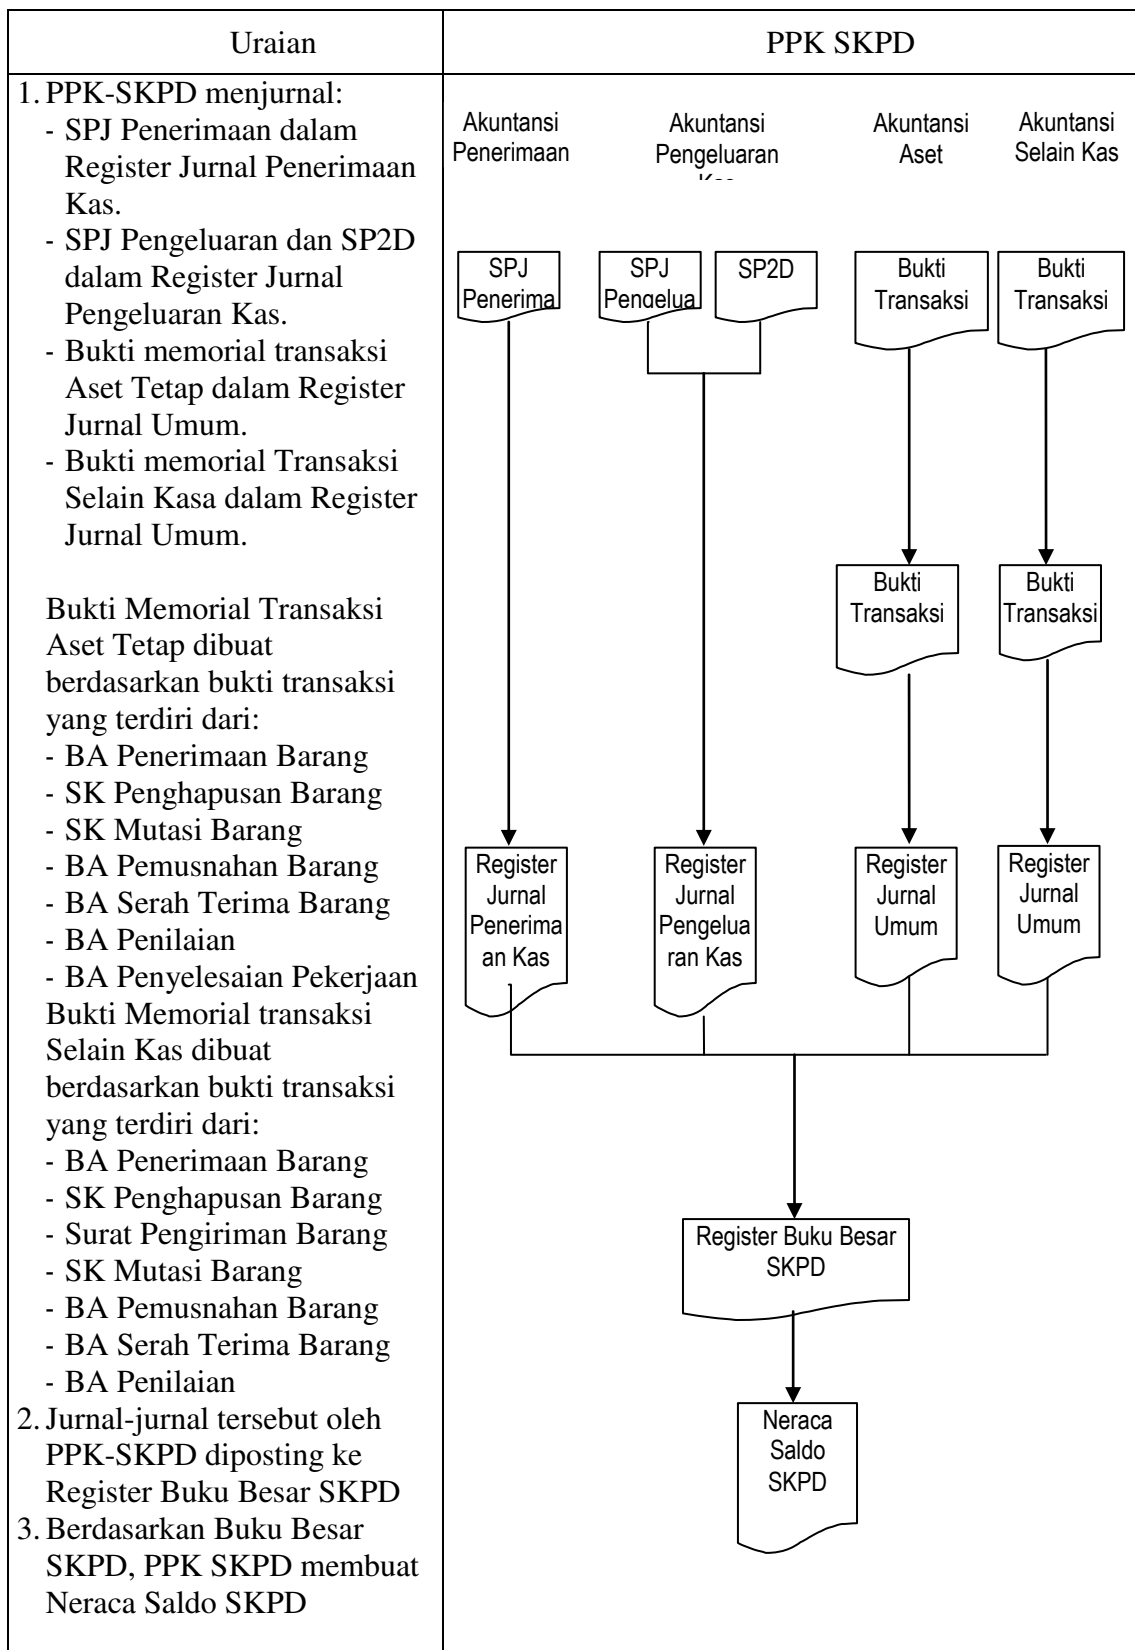 Uraian
PPK SKPD
1. PPK-SKPD menjurnal:
- SPJ Penerimaan dalam
Register Jurnal Penerimaan
Kas.
- SPJ Pengeluaran dan SP2D
dalam Register Jurnal
Pengeluaran Kas.
- Bukti memorial transaksi
Aset Tetap dalam Register
Jurnal Umum.
- Bukti memorial Transaksi
Selain Kasa dalam Register
Jurnal Umum.
Bukti Memorial Transaksi
Aset Tetap dibuat
berdasarkan bukti transaksi
yang terdiri dari:
- BA Penerimaan Barang
- SK Penghapusan Barang
- SK Mutasi Barang
- BA Pemusnahan Barang
- BA Serah Terima Barang
- BA Penilaian
- BA Penyelesaian Pekerjaan
Bukti Memorial transaksi
Selain Kas dibuat
berdasarkan bukti transaksi
yang terdiri dari:
- BA Penerimaan Barang
- SK Penghapusan Barang
- Surat Pengiriman Barang
- SK Mutasi Barang
- BA Pemusnahan Barang
- BA Serah Terima Barang
- BA Penilaian
2. Jurnal-jurnal tersebut oleh
PPK-SKPD diposting ke
Register Buku Besar SKPD
3. Berdasarkan Buku Besar
SKPD, PPK SKPD membuat
Neraca Saldo SKPD
Akuntansi
Penerimaan
Akuntansi
Pengeluaran
Akuntansi
Aset
Akuntansi
Selain Kas
SPJ
Penerima
SPJ
Pengelua
SP2D
Bukti
Transaksi
Bukti
Transaksi
Bukti
Transaksi
Bukti
Transaksi
Register
Jurnal
Penerima
an Kas
Register
Jurnal
Pengelua
ran Kas
Register
Jurnal
Umum
Register
Jurnal
Umum
Register Buku Besar
SKPD
Neraca
Saldo
SKPD